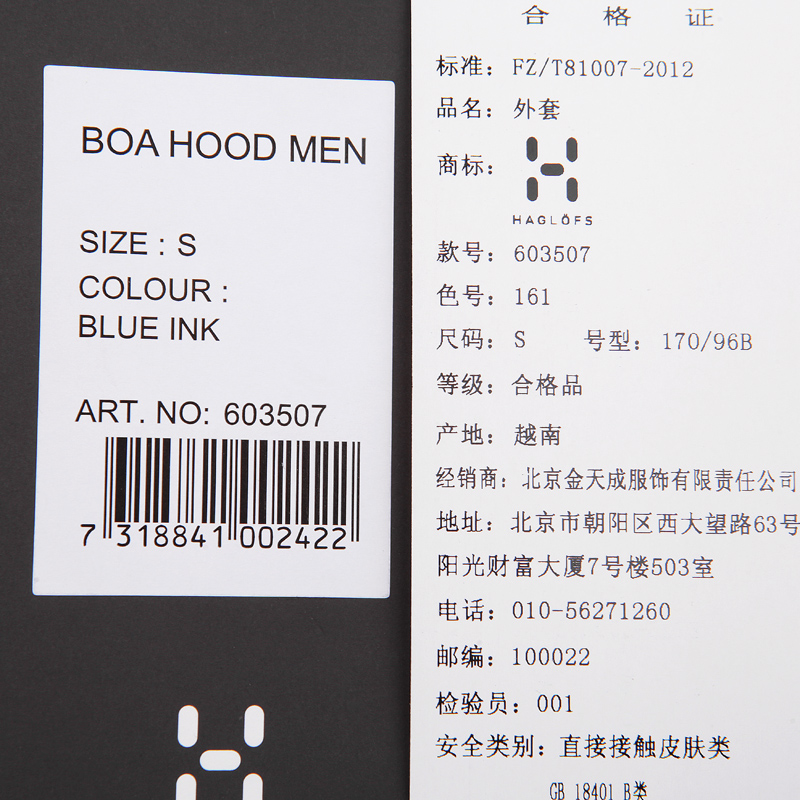 BOA HOOD MEN
SIZE : S
COLOUR :
BLUE INK
ART. NO: 603507
7 318841 002422
合格证
标准：FZ/T81007-2012
品名：外套
商标：
HAGLÖFS
款号：603507
色号：161
尺码：S 号型：170/96B
等级：合格品
产地：越南
经销商：北京金天成服饰有限责任公司
地址：北京市朝阳区西大望路63号
阳光财富大厦7号楼503室
电话：010-56271260
邮编：100022
检验员：001
安全类别：直接接触皮肤类
GB 18401 B类